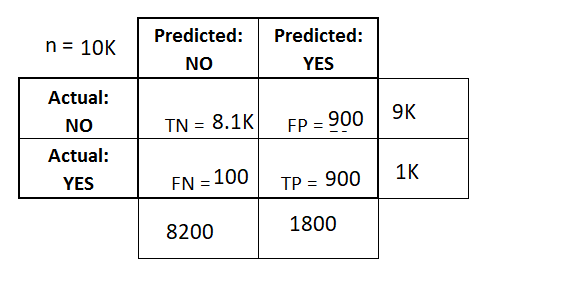 n = 10K
Predicted: NO
Predicted: YES
Actual: NO
TN = 8.1K
FP = 900
9K
Actual: YES
FN = 100
TP = 900
1K
8200
1800